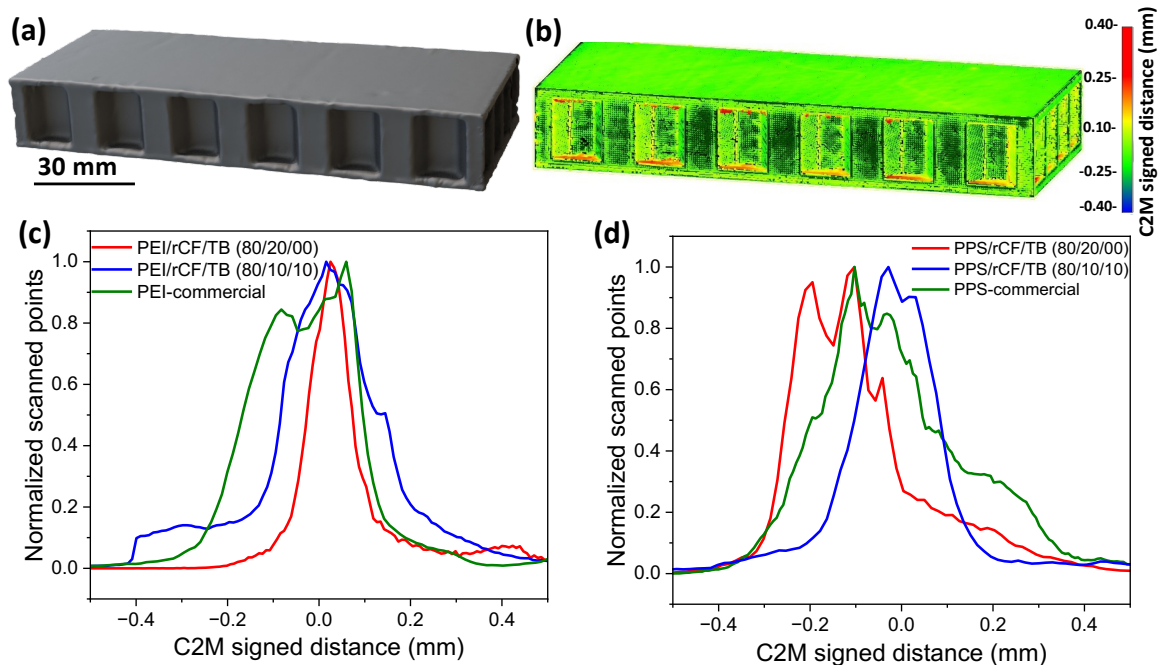 (a)
30 mm
(b)
0.40-
0.25-
0.10-
-0.25-
-0.40-
C2M signed distance (mm)
(c)
PEI/rCF/TB (80/20/00)
PEI/rCF/TB (80/10/10)
PEI-commercial
1.0
0.8
0.6
0.4
0.2
0.0
Normalized scanned points
−0.4
−0.2
0.0
0.2
0.4
C2M signed distance (mm)
(d)
PPS/rCF/TB (80/20/00)
PPS/rCF/TB (80/10/10)
PPS-commercial
1.0
0.8
0.6
0.4
0.2
0.0
Normalized scanned points
−0.4
−0.2
0.0
0.2
0.4
C2M signed distance (mm)